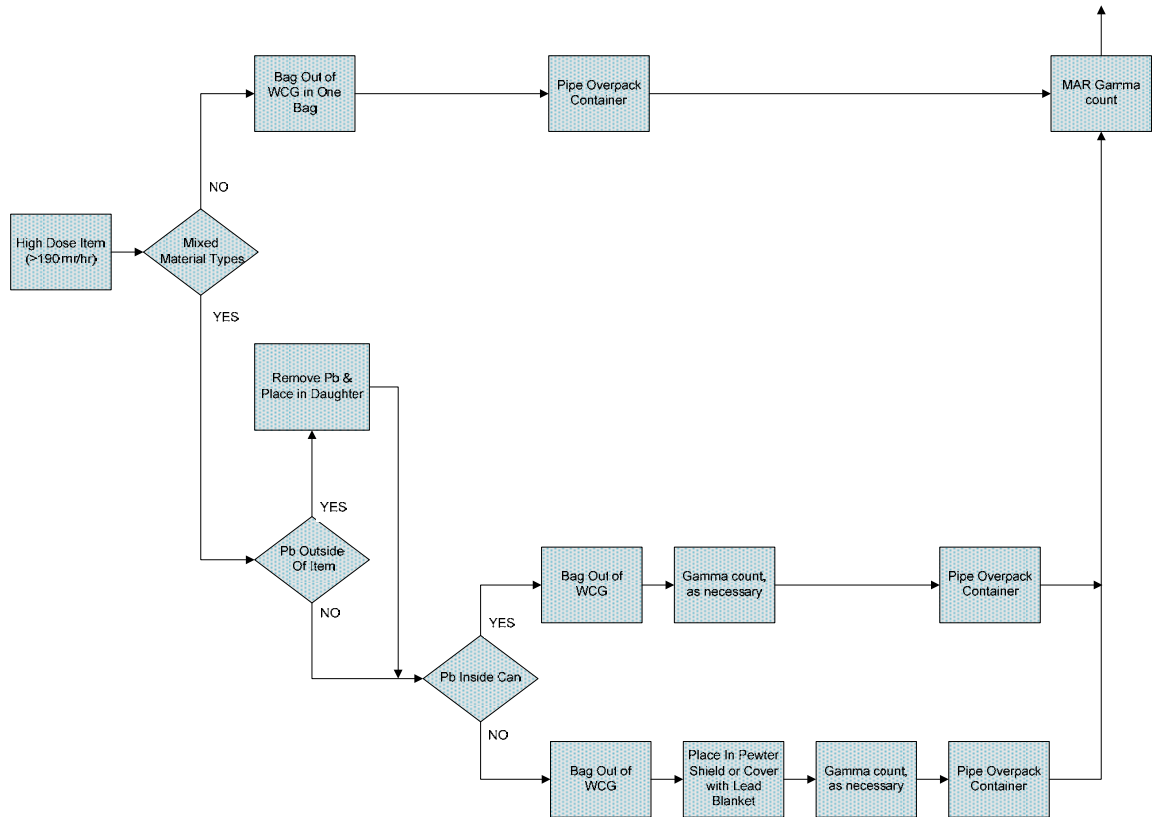 Bag Out of
WCG in One
Bag
Pipe Overpack
Container
MAR Gamma
count
NO
High Dose Item
(>190mr/hr)
Mixed
Material Types
YES
Remove Pb &
Place in Daughter
YES
Pb Outside
Of Item
NO
Bag Out of
WCG
Gamma count,
as necessary
Pipe Overpack
Container
YES
Pb Inside Can
NO
Bag Out of
WCG
Place In Pewter
Shield or Cover
with Lead
Blanket
Gamma count,
as necessary
Pipe Overpack
Container